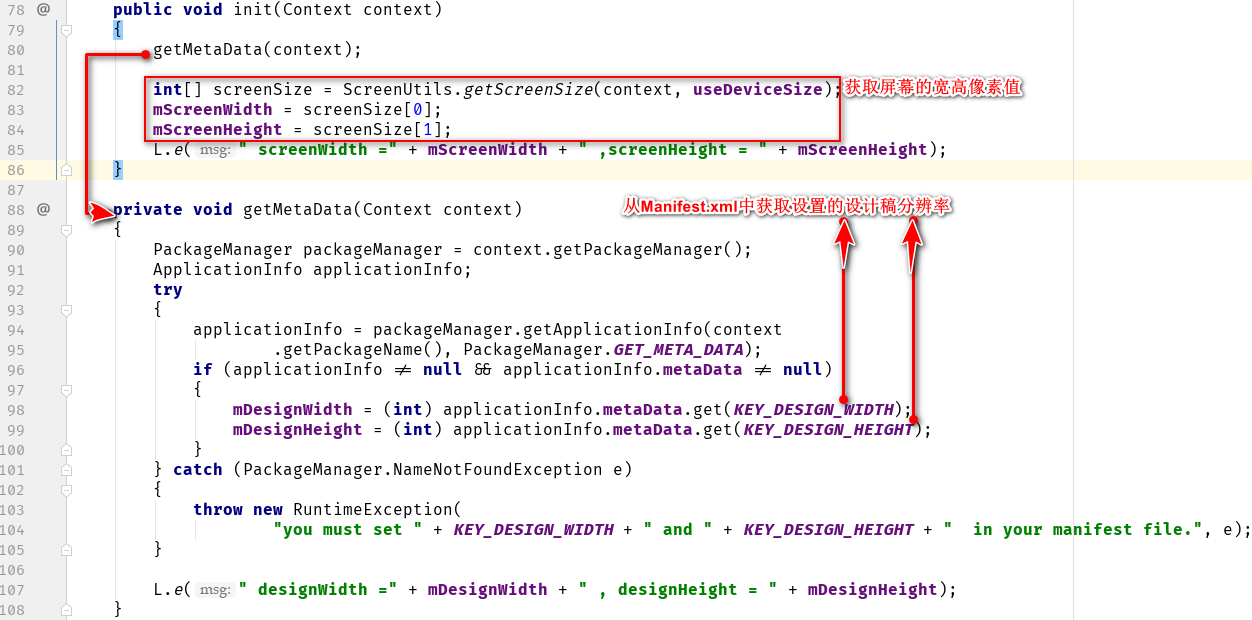 78 @ public void init(Context context)
79 {
80 getMetaData(context);
81
82 int[] screenSize = ScreenUtils.getScreenSize(context, useDeviceSize); 获取屏幕的宽高像素值
83 mScreenWidth = screenSize[0];
84 mScreenHeight = screenSize[1];
85 L.e( msg: " screenWidth =" + mScreenWidth + " ,screenHeight = " + mScreenHeight);
86 }
87
88 @ private void getMetaData(Context context) 从Manifest.xml中获取设置的设计稿分辨率
89 {
90 PackageManager packageManager = context.getPackageManager();
91 ApplicationInfo applicationInfo;
92 try
93 {
94 applicationInfo = packageManager.getApplicationInfo(context
95 .getPackageName(), PackageManager.GET_META_DATA);
96 if (applicationInfo != null && applicationInfo.metaData != null)
97 {
98 mDesignWidth = (int) applicationInfo.metaData.get(KEY_DESIGN_WIDTH);
99 mDesignHeight = (int) applicationInfo.metaData.get(KEY_DESIGN_HEIGHT);
100 }
101 } catch (PackageManager.NameNotFoundException e)
102 {
103 throw new RuntimeException(
104 "you must set " + KEY_DESIGN_WIDTH + " and " + KEY_DESIGN_HEIGHT + "  in your manifest file.", e);
105 }
106
107 L.e( msg: " designWidth =" + mDesignWidth + " , designHeight = " + mDesignHeight);
108 }